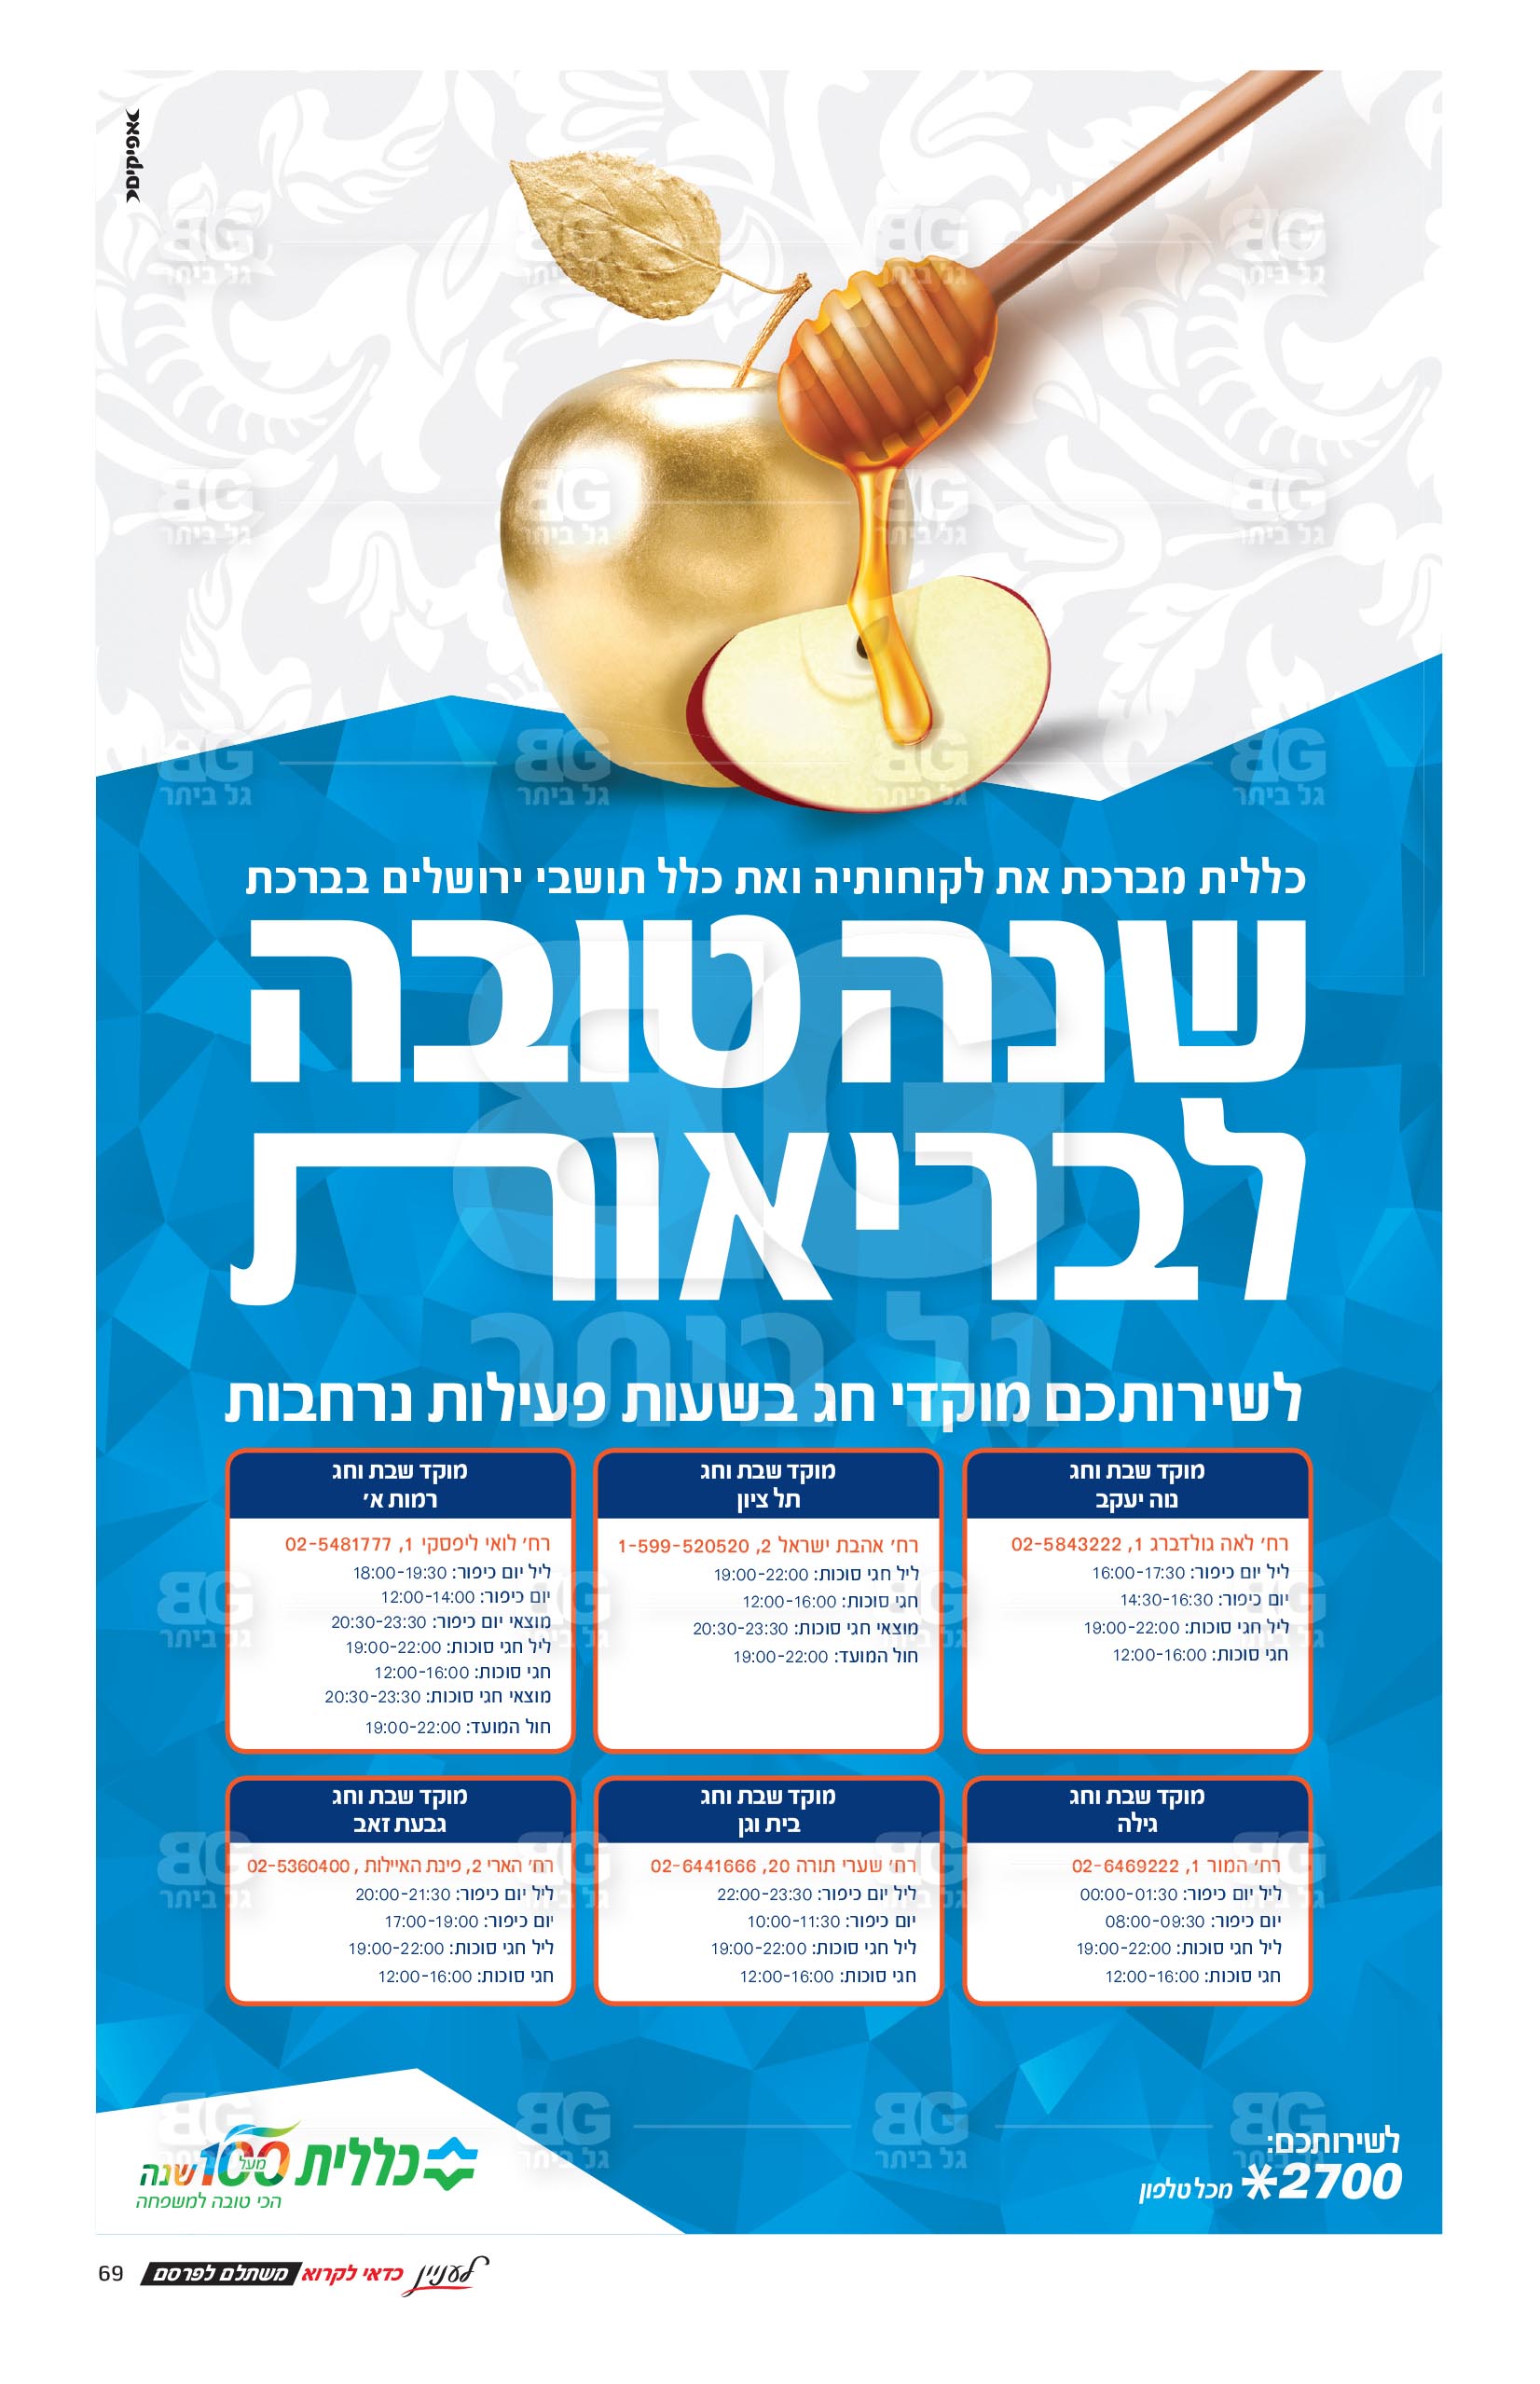 אפיקים
כללית מברכת את לקוחותיה ואת כלל תושבי ירושלים בברכת
שנה טובה
לבריאות
לשירותכם מוקדי חג בשעות פעילות נרחבות
מוקד שבת וחג
נוה יעקב
רח' לאה גולדברג 1, 02-5843222
ליל יום כיפור: 16:00-17:30
יום כיפור: 14:30-16:30
ליל חגי סוכות: 19:00-22:00
חגי סוכות: 12:00-16:00
מוקד שבת וחג
תל ציון
רח' אהבת ישראל 2, 1-599-520520
ליל חגי סוכות: 19:00-22:00
חגי סוכות: 12:00-16:00
מוצאי חגי סוכות: 20:30-23:30
חול המועד: 19:00-22:00
מוקד שבת וחג
רמות א'
רח' לואי ליפסקי 1, 02-5481777
ליל יום כיפור: 18:00-19:30
יום כיפור: 12:00-14:00
מוצאי יום כיפור: 20:30-23:30
ליל חגי סוכות: 19:00-22:00
חגי סוכות: 12:00-16:00
מוצאי חגי סוכות: 20:30-23:30
חול המועד: 19:00-22:00
מוקד שבת וחג
גילה
רח' המור 1, 02-6469222
ליל יום כיפור: 00:00-01:30
יום כיפור: 08:00-09:30
ליל חגי סוכות: 19:00-22:00
חגי סוכות: 12:00-16:00
מוקד שבת וחג
בית וגן
רח' שערי תורה 20, 02-6441666
ליל יום כיפור: 22:00-23:30
יום כיפור: 10:00-11:30
ליל חגי סוכות: 19:00-22:00
חגי סוכות: 12:00-16:00
מוקד שבת וחג
גבעת זאב
רח' הארי 2, פינת האיילות , 02-5360400
ליל יום כיפור: 20:00-21:30
יום כיפור: 17:00-19:00
ליל חגי סוכות: 19:00-22:00
חגי סוכות: 12:00-16:00
לשירותכם:
*2700 מכל טלפון
כללית מעל 100 שנה
הכי טובה למשפחה
לעניין כדאי לקרוא משתלם לפרסם 69
BG
גל ביתר